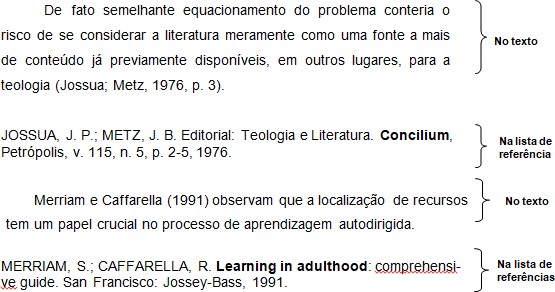 De fato semelhante equacionamento do problema conteria o
risco de se considerar a literatura meramente como uma fonte a mais
de conteúdo já previamente disponíveis, em outros lugares, para a
teologia (Jossua; Metz, 1976, p. 3).
No texto
JOSSUA, J. P.; METZ, J. B. Editorial: Teologia e Literatura. Concilium,
Petrópolis, v. 115, n. 5, p. 2-5, 1976.
Na lista de
referência
Merriam e Caffarella (1991) observam que a localização de recursos
tem um papel crucial no processo de aprendizagem autodirigida.
No texto
MERRIAM, S.; CAFFARELLA, R. Learning in adulthood: comprehensi-
ve guide. San Francisco: Jossey-Bass, 1991.
Na lista de
referências